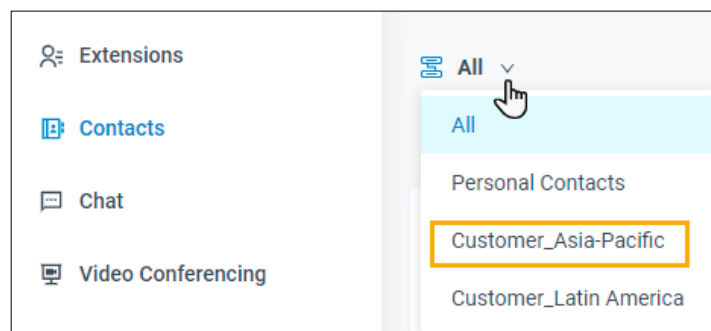 Extensions
Contacts
Chat
Video Conferencing
All
All
Personal Contacts
Customer_Asia-Pacific
Customer_Latin America